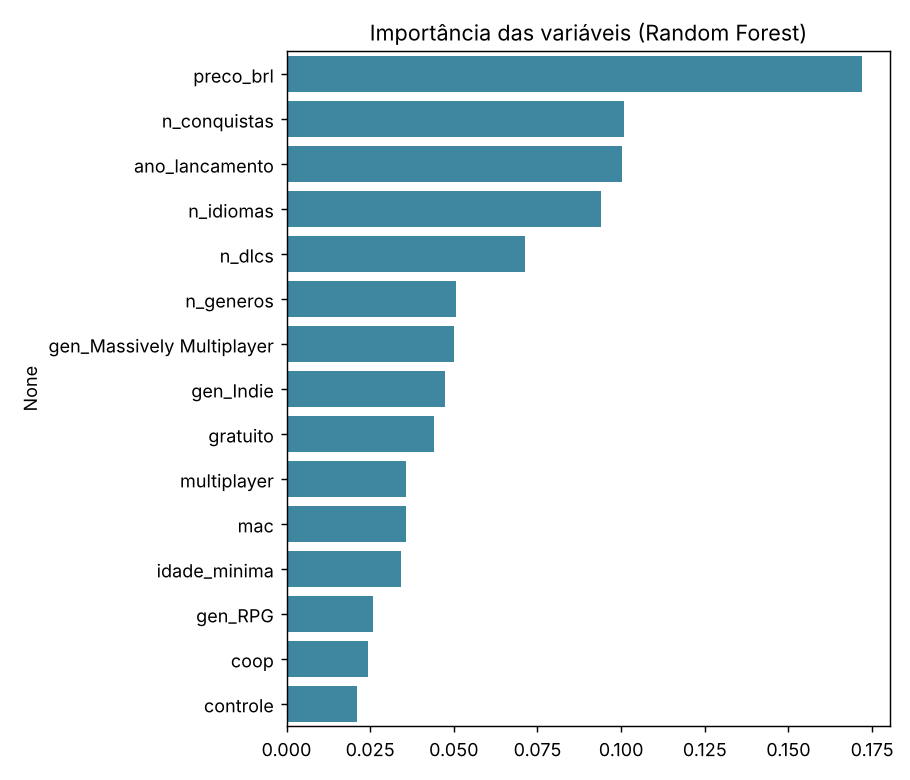 Importância das variáveis (Random Forest)
preco_brl
n_conquistas
ano_lancamento
n_idiomas
n_dlcs
n_generos
gen_Massively Multiplayer
gen_Indie
gratuito
multiplayer
mac
idade_minima
gen_RPG
coop
controle
None
0.000 0.025 0.050 0.075 0.100 0.125 0.150 0.175